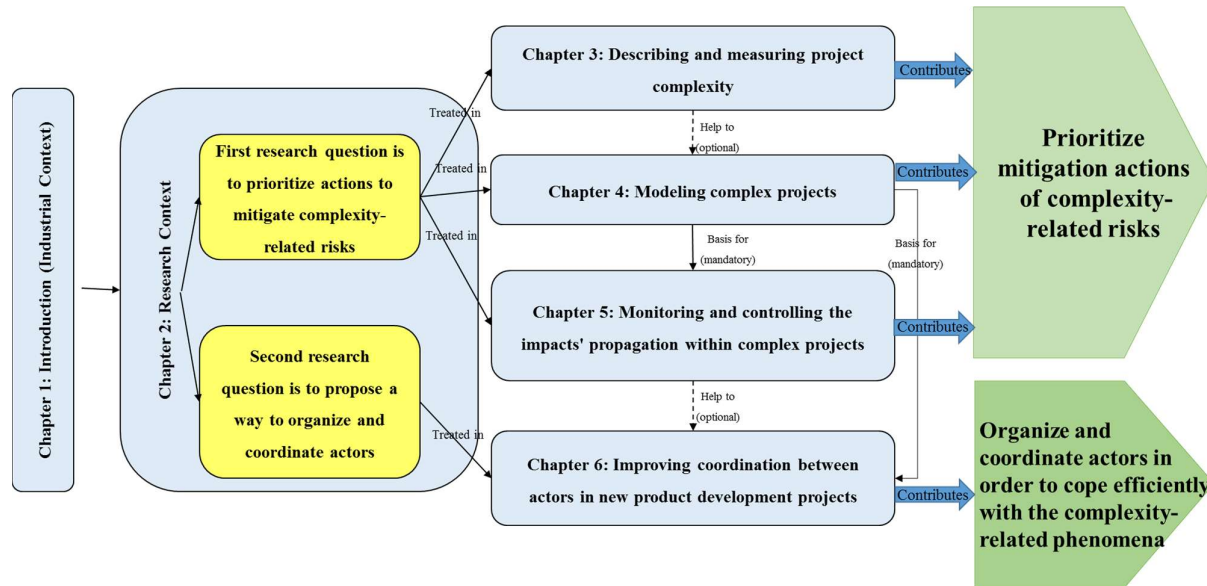 Chapter 1: Introduction (Industrial Context)
Chapter 2: Research Context
First research question is
to prioritize actions to
mitigate complexity-
related risks
Second research
question is to propose a
way to organize and
coordinate actors
Treated in
Treated in
Treated in
Treated in
Chapter 3: Describing and measuring project
complexity
Help to
(optional)
Chapter 4: Modeling complex projects
Basis for
(mandatory)
Basis for
(mandatory)
Chapter 5: Monitoring and controlling the
impacts' propagation within complex projects
Help to
(optional)
Chapter 6: Improving coordination between
actors in new product development projects
Contributes
Contributes
Contributes
Contributes
Prioritize
mitigation actions
of complexity-
related risks
Organize and
coordinate actors in
order to cope efficiently
with the complexity-
related phenomena